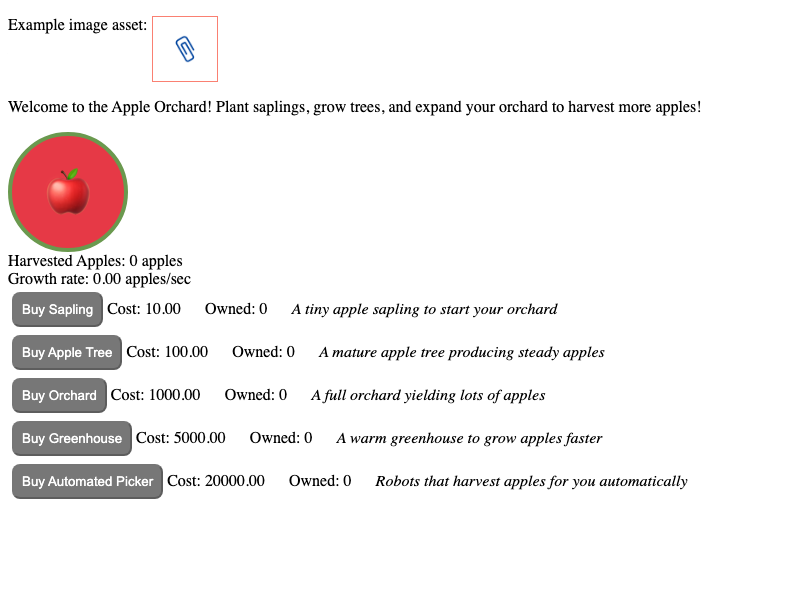 Example image asset:
Welcome to the Apple Orchard! Plant saplings, grow trees, and expand your orchard to harvest more apples!
Harvested Apples: 0 apples
Growth rate: 0.00 apples/sec
Buy Sapling Cost: 10.00 Owned: 0 A tiny apple sapling to start your orchard
Buy Apple Tree Cost: 100.00 Owned: 0 A mature apple tree producing steady apples
Buy Orchard Cost: 1000.00 Owned: 0 A full orchard yielding lots of apples
Buy Greenhouse Cost: 5000.00 Owned: 0 A warm greenhouse to grow apples faster
Buy Automated Picker Cost: 20000.00 Owned: 0 Robots that harvest apples for you automatically